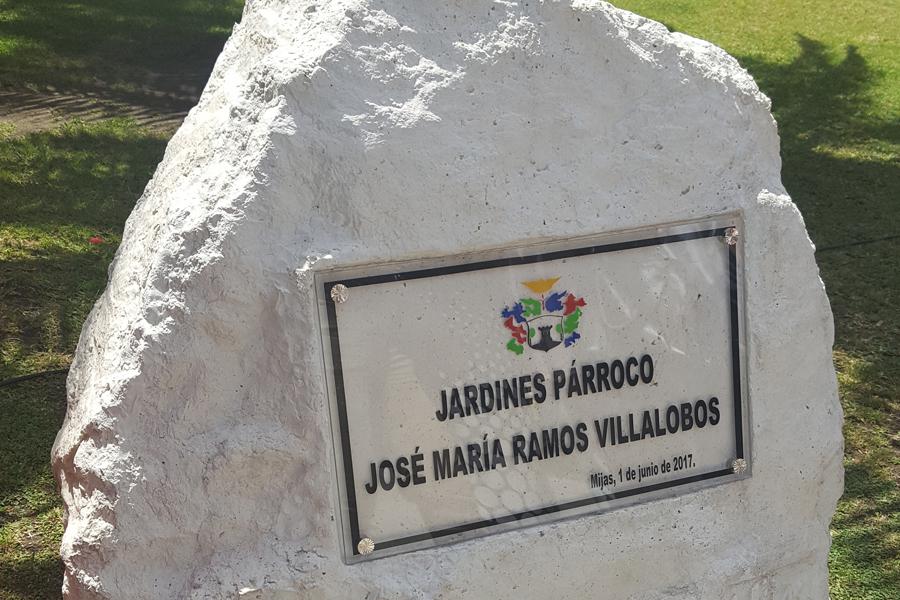 JARDINES PÁRROCO
JOSÉ MARÍA RAMOS VILLALOBOS
Mijas, 1 de junio de 2017.